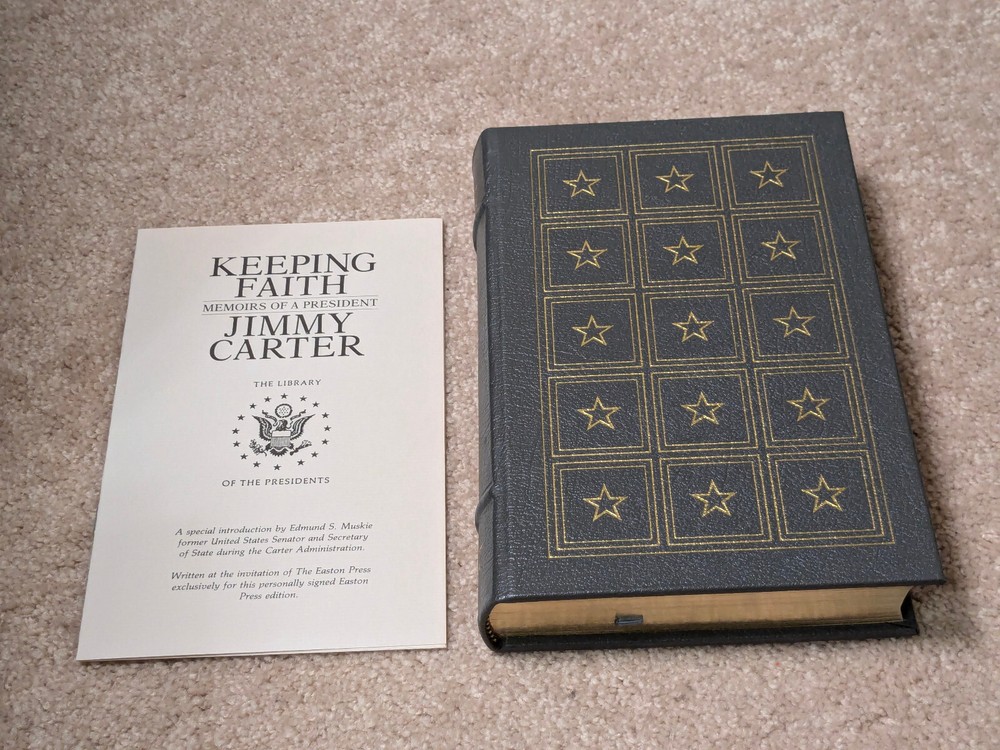 KEEPING
FAITH
MEMOIRS OF A PRESIDENT
JIMMY
CARTER
THE LIBRARY
OF THE PRESIDENTS
A special introduction by Edmund S. Muskie
former United States Senator and Secretary
of State during the Carter Administration.
Written at the invitation of The Easton Press
exclusively for this personally signed Easton
Press edition.